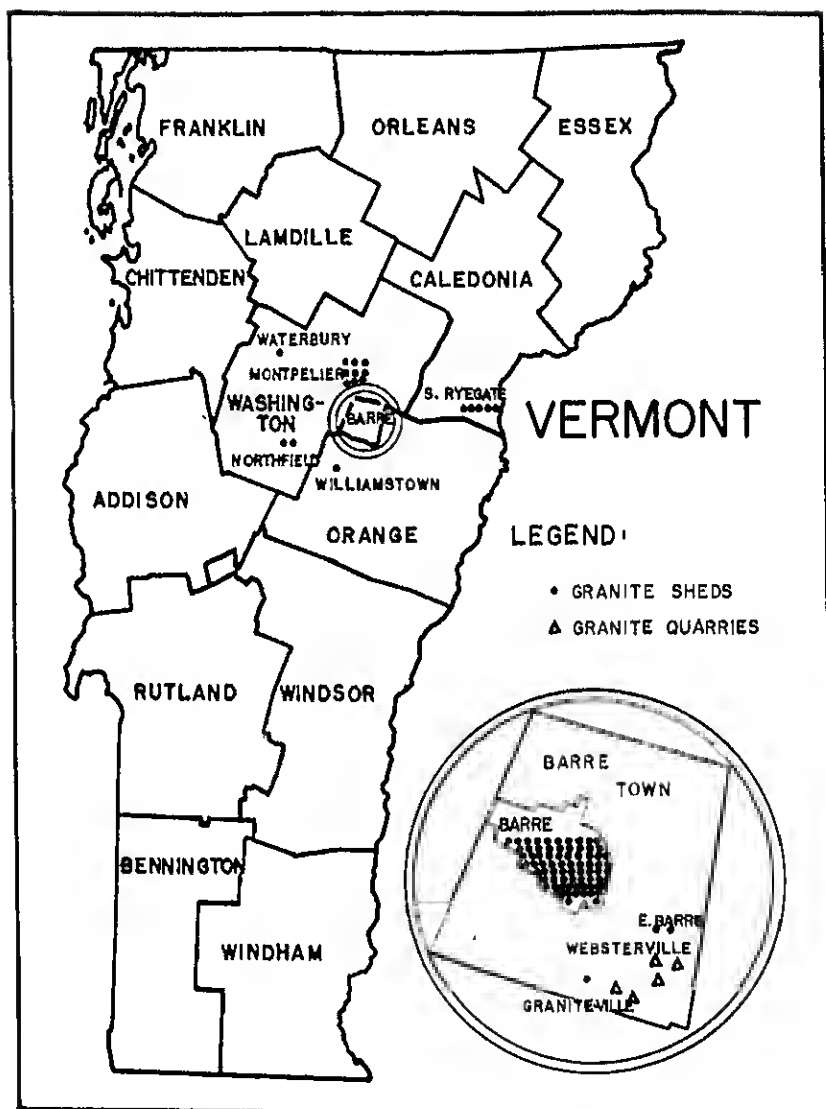 FRANKLIN
ORLEANS
ESSEX
LAMDILLE
CHITTENDEN
CALEDONIA
WATERBURY
MONTPELIER
S. RYEGATE
WASHING-
TON
BARRE
VERMONT
NORTHFIELD
WILLIAMSTOWN
ADDISON
ORANGE
LEGEND:
GRANITE SHEDS
GRANITE QUARRIES
RUTLAND
WINDSOR
BARRE
TOWN
BARRE
BENNINGTON
E. BARRE
WEBSTERVILLE
WINDHAM
GRANITEVILLE